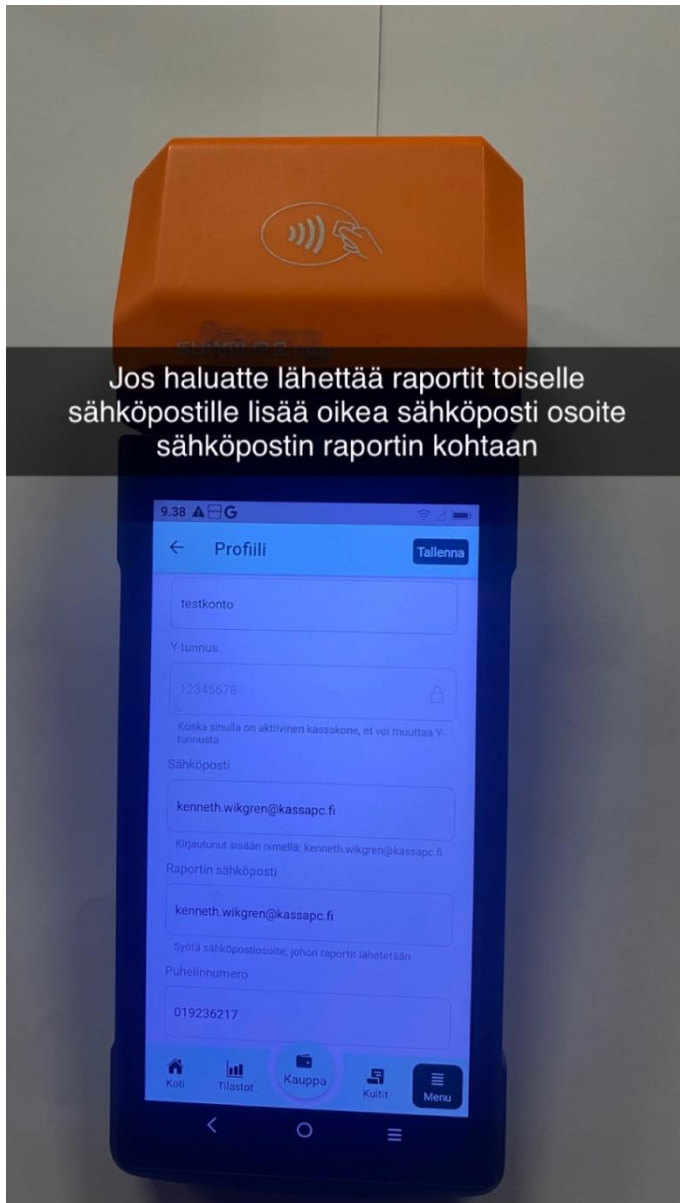 Jos haluatte lähettää raportit toiselle
sähköpostille lisää oikea sähköposti osoite
sähköpostin raportin kohtaan
9.38
Profiili
Tallenna
testkonto
Y-tunnus
12345678
Koska sinulla on aktiivinen kassakone, et voi muuttaa Y-
tunnusta
Sähköposti
kenneth.wikgren@kassapc.fi
Kirjautunut sisään nimellä: kenneth.wikgren@kassapc.fi
Raportin sähköposti
kenneth.wikgren@kassapc.fi
Syötä sähköpostiosoite, johon raportit lähetetään
Puhelinnumero
019236217
Koti
Tilastot
Kauppa
Kuitit
Menu